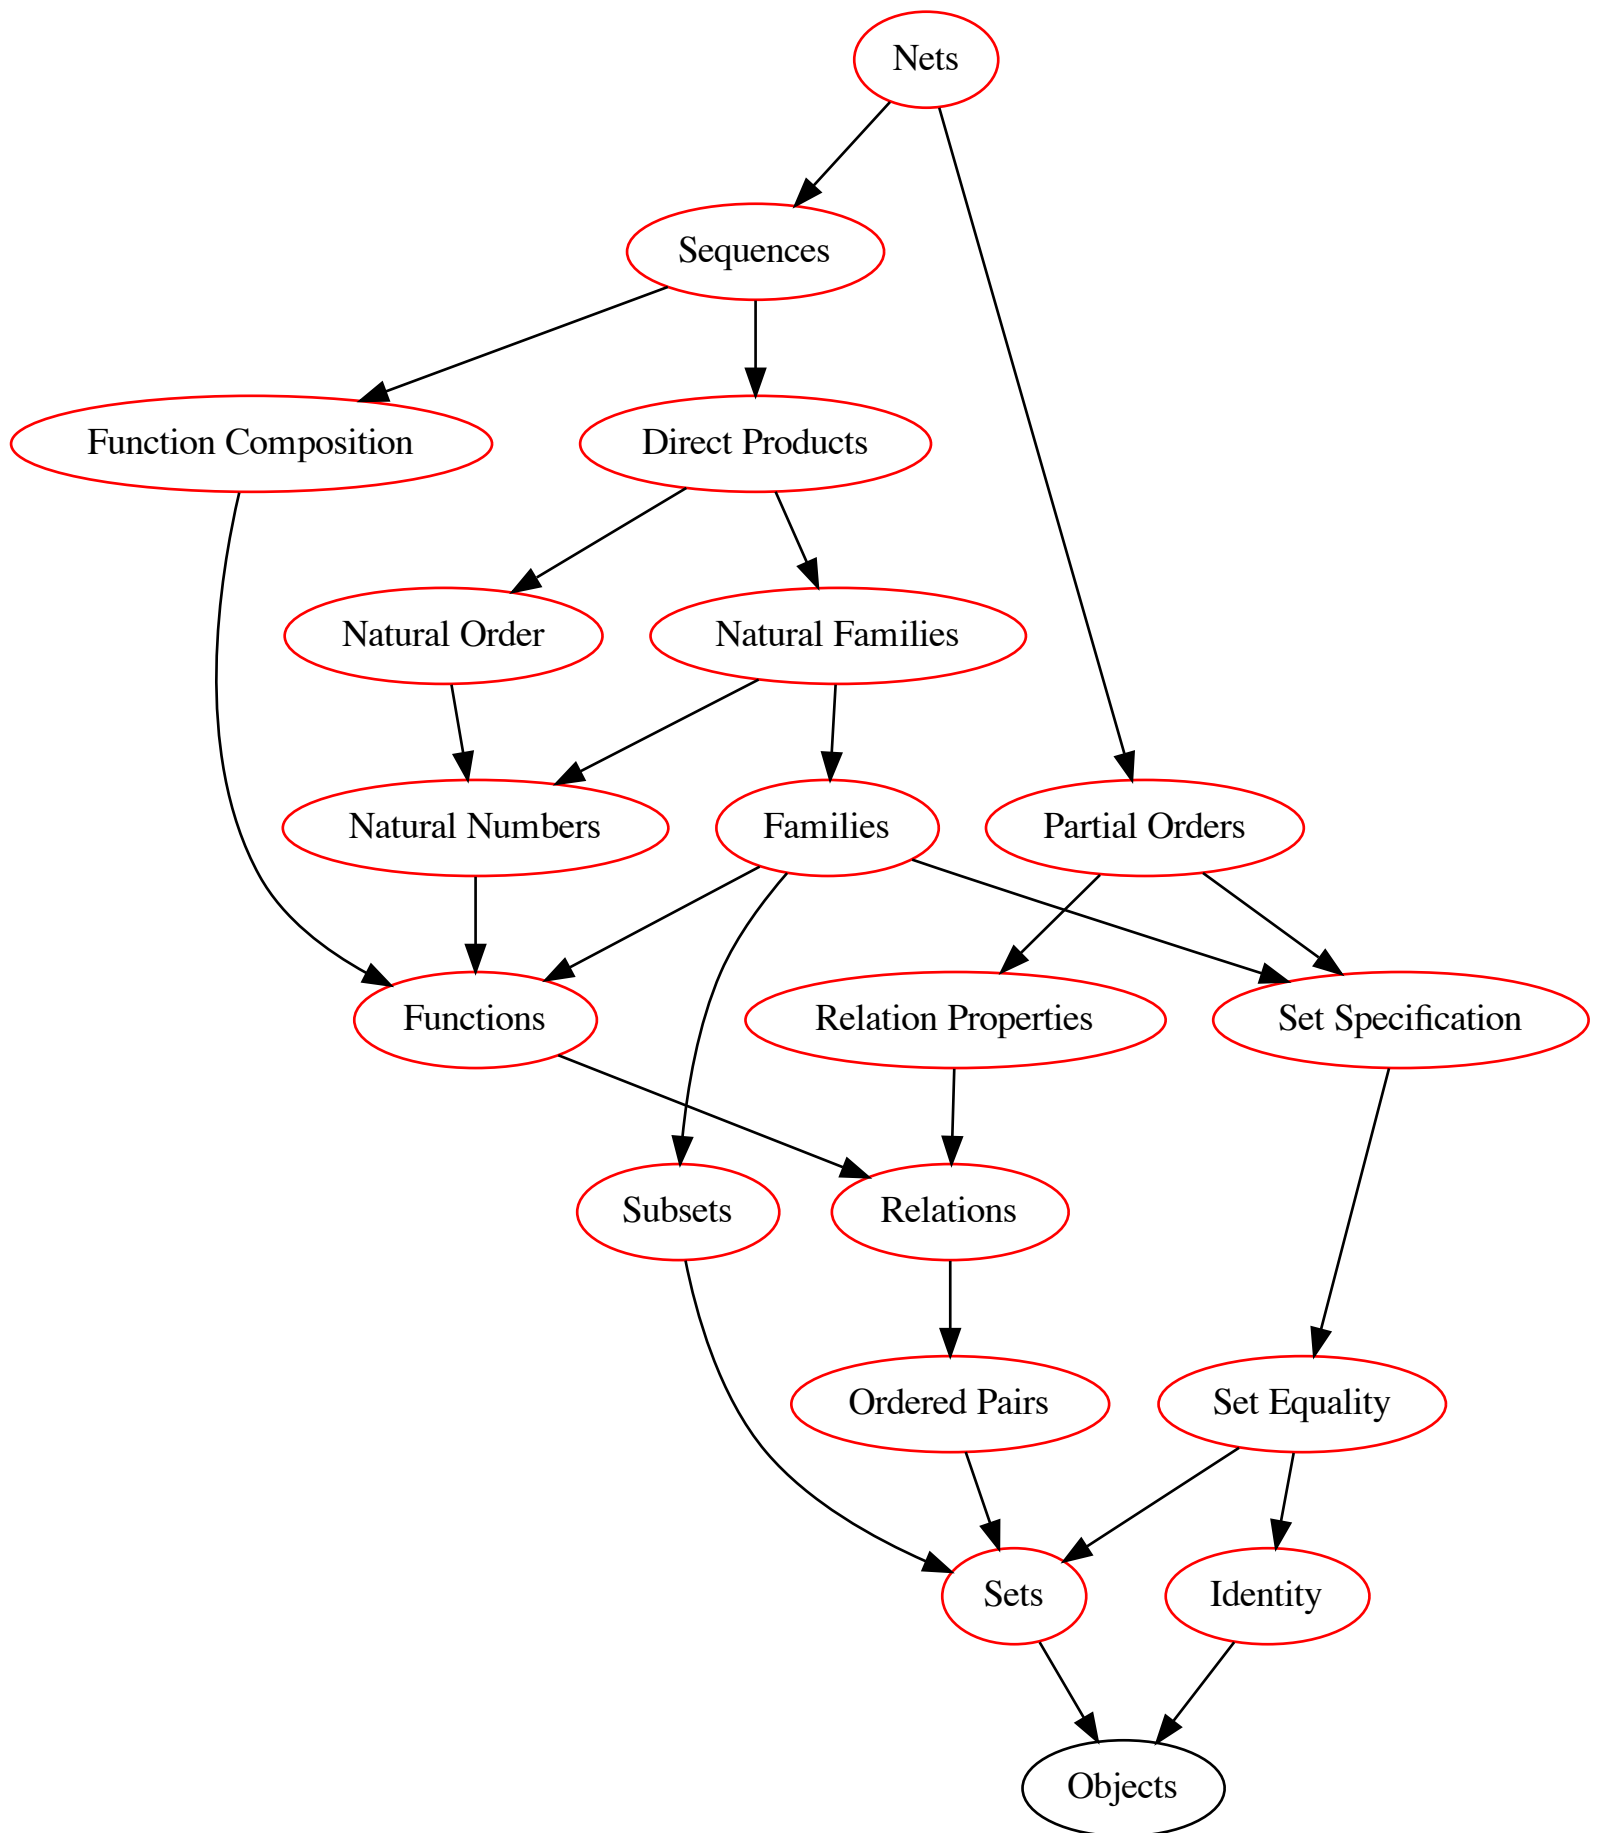 Nets
Sequences
Function Composition
Direct Products
Natural Order
Natural Families
Natural Numbers
Families
Partial Orders
Functions
Relation Properties
Set Specification
Subsets
Relations
Ordered Pairs
Set Equality
Sets
Identity
Objects